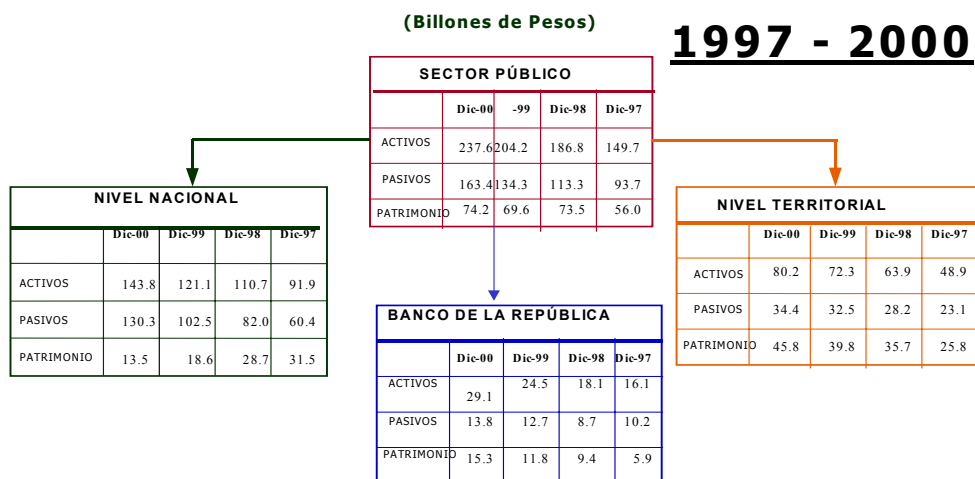 (Billones de Pesos)
1997 - 2000
SECTOR PÚBLICO
Dic-00 -99 Dic-98 Dic-97
ACTIVOS 237.6 204.2 186.8 149.7
PASIVOS 163.4 134.3 113.3 93.7
PATRIMONIO 74.2 69.6 73.5 56.0
NIVEL NACIONAL
Dic-00 Dic-99 Dic-98 Dic-97
ACTIVOS 143.8 121.1 110.7 91.9
PASIVOS 130.3 102.5 82.0 60.4
PATRIMONIO 13.5 18.6 28.7 31.5
BANCO DE LA REPÚBLICA
Dic-00 Dic-99 Dic-98 Dic-97
ACTIVOS 29.1 24.5 18.1 16.1
PASIVOS 13.8 12.7 8.7 10.2
PATRIMONIO 15.3 11.8 9.4 5.9
NIVEL TERRITORIAL
Dic-00 Dic-99 Dic-98 Dic-97
ACTIVOS 80.2 72.3 63.9 48.9
PASIVOS 34.4 32.5 28.2 23.1
PATRIMONIO 45.8 39.8 35.7 25.8